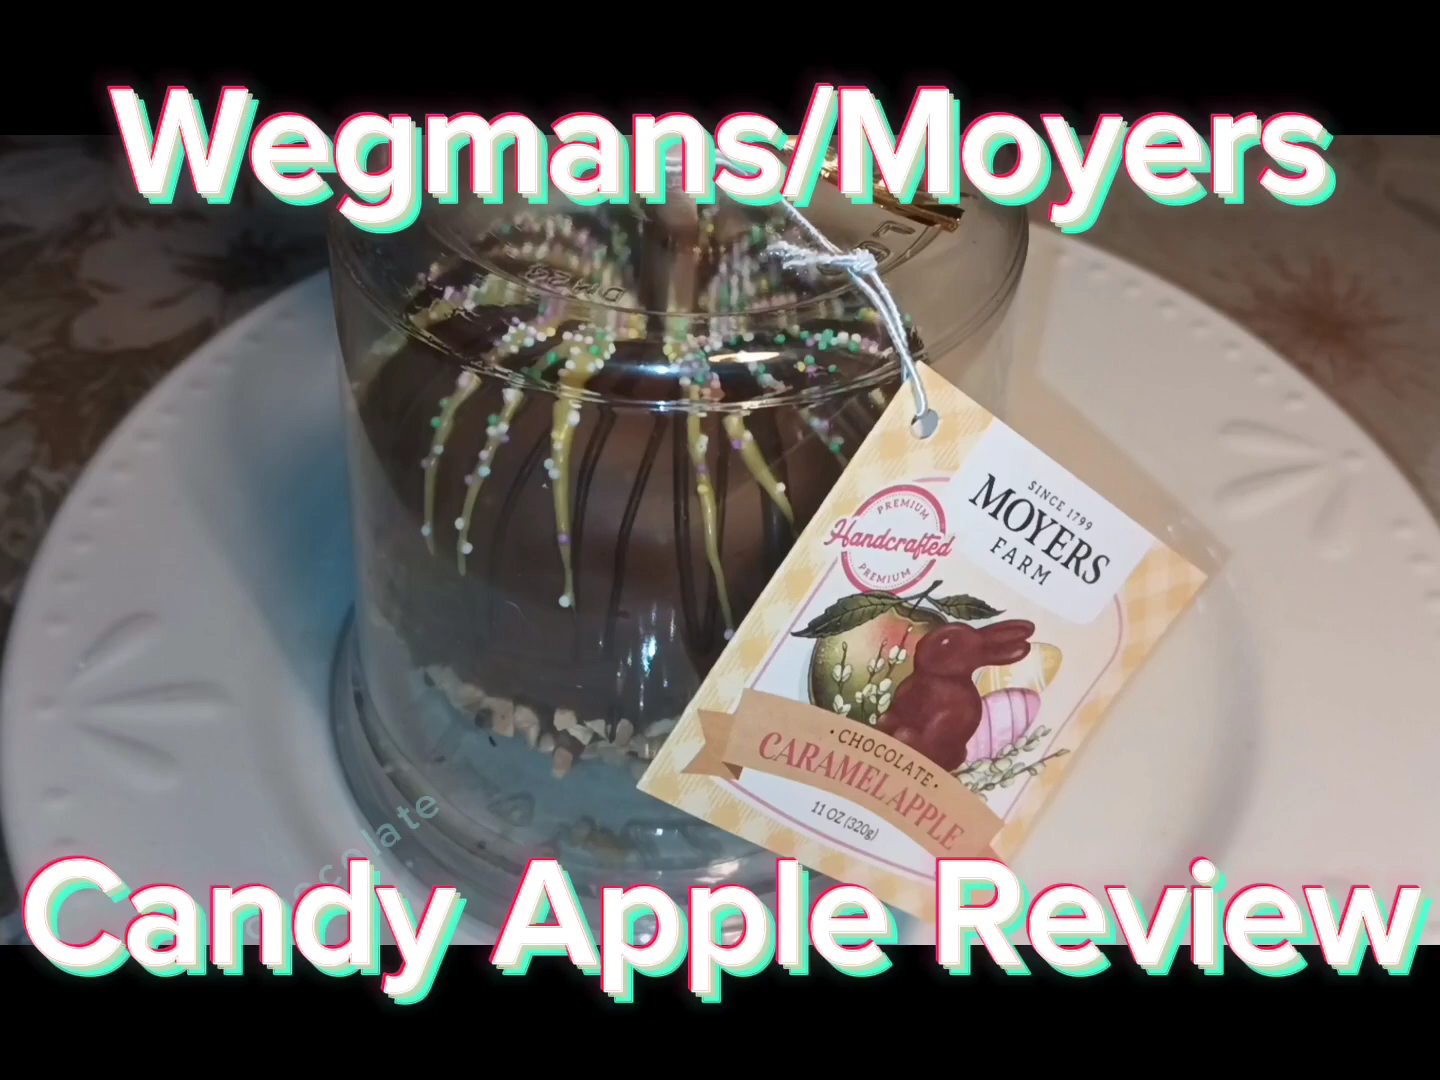 Wegmans/Moyers
SINCE 1799
MOYERS
FARM
PREMIUM
Handcrafted
PREMIUM
· CHOCOLATE ·
CARAMEL APPLE
11 OZ (320g)
Candy Apple Review